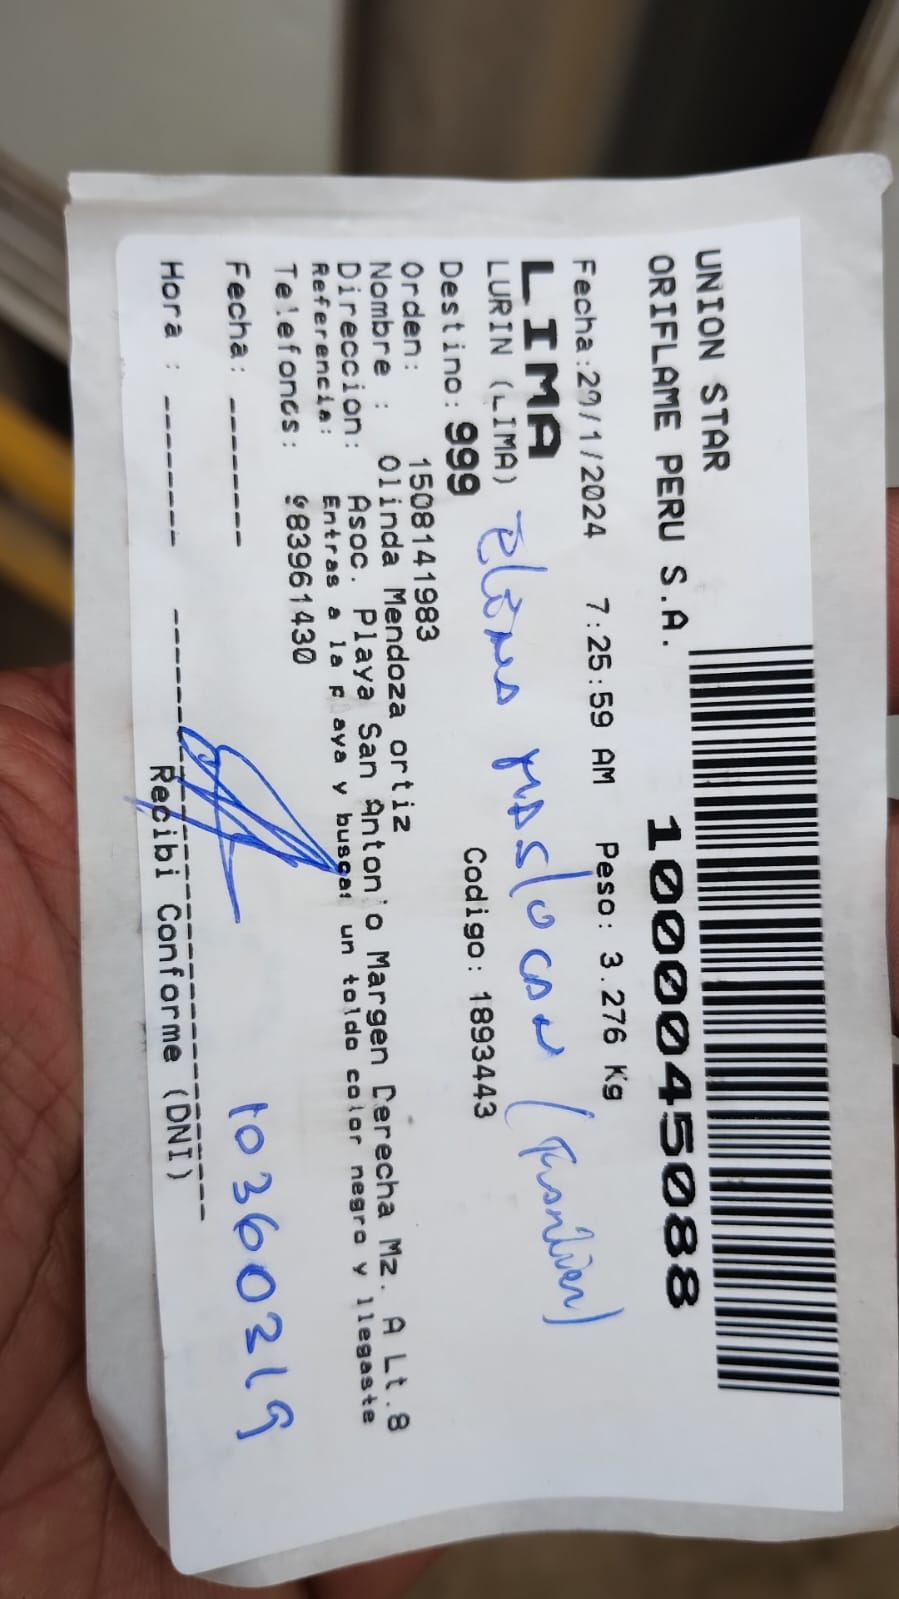 UNION STAR
ORIFLAME PERU S.A.
1000045088
Fecha:29/1/2024 7:25:59 AM Peso: 3.276 Kg
LIMA
LURIN (LIMA)
Destino: 999 Codigo: 1893443
Orden: 1508141983
Nombre : Olinda Mendoza ortiz
Direccion: Asoc. Playa San Antonio Margen Derecha Mz. A Lt.8
Referencia: Entras a la playa y buscas un toldo color negro y llegaste
Telefonos: 983961430
Fecha: ------
Hora : -------
10360219
Recibi Conforme (DNI)